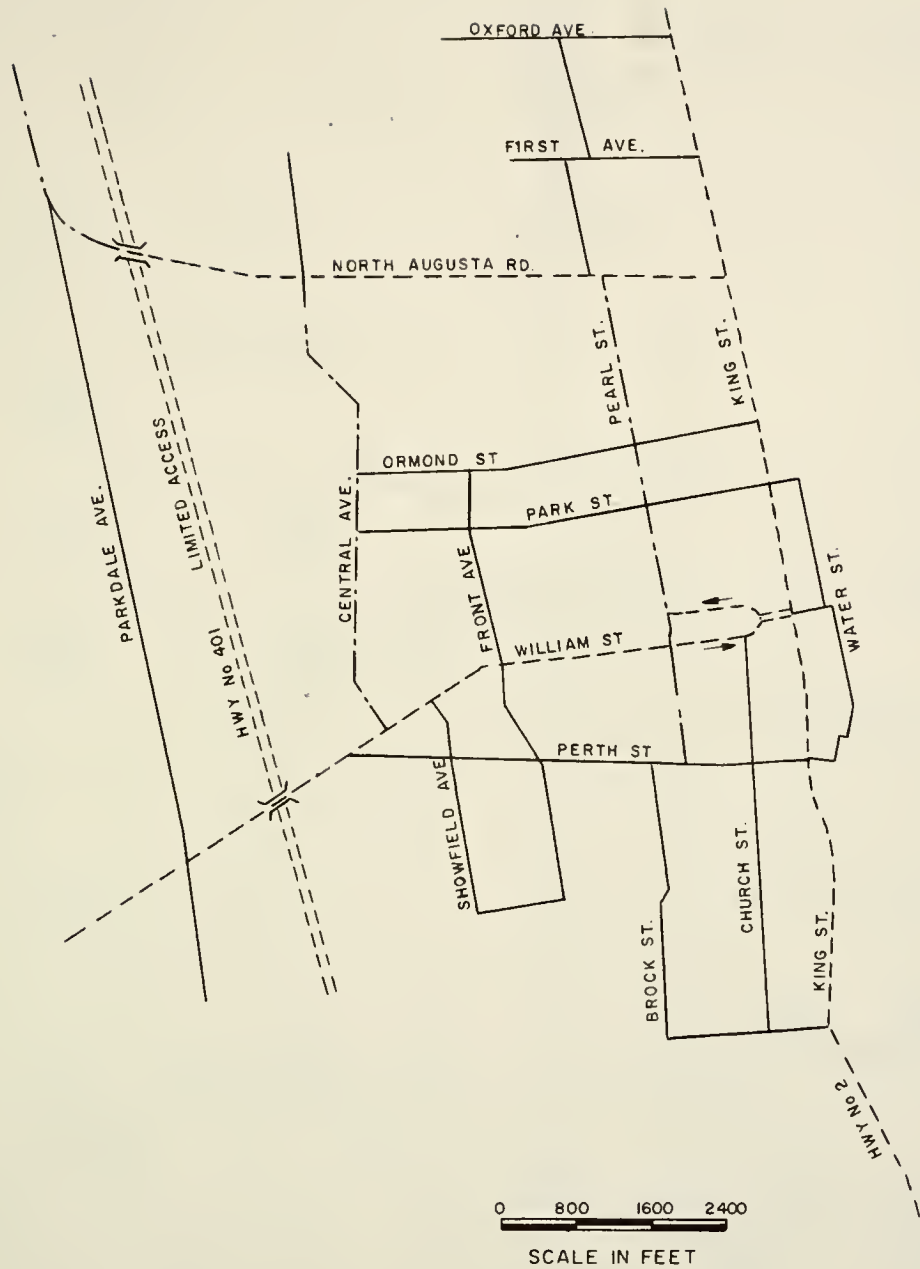 OXFORD AVE.
FIRST AVE.
NORTH AUGUSTA RD.
PEARL ST.
KING ST.
LIMITED ACCESS
HWY No 401
PARKDALE AVE.
CENTRAL AVE.
ORMOND ST
PARK ST
FRONT AVE
WILLIAM ST
WATER ST.
PERTH ST
SHOWFIELD AVE.
BROCK ST.
CHURCH ST.
KING ST.
HWY No 2
0 800 1600 2400
SCALE IN FEET